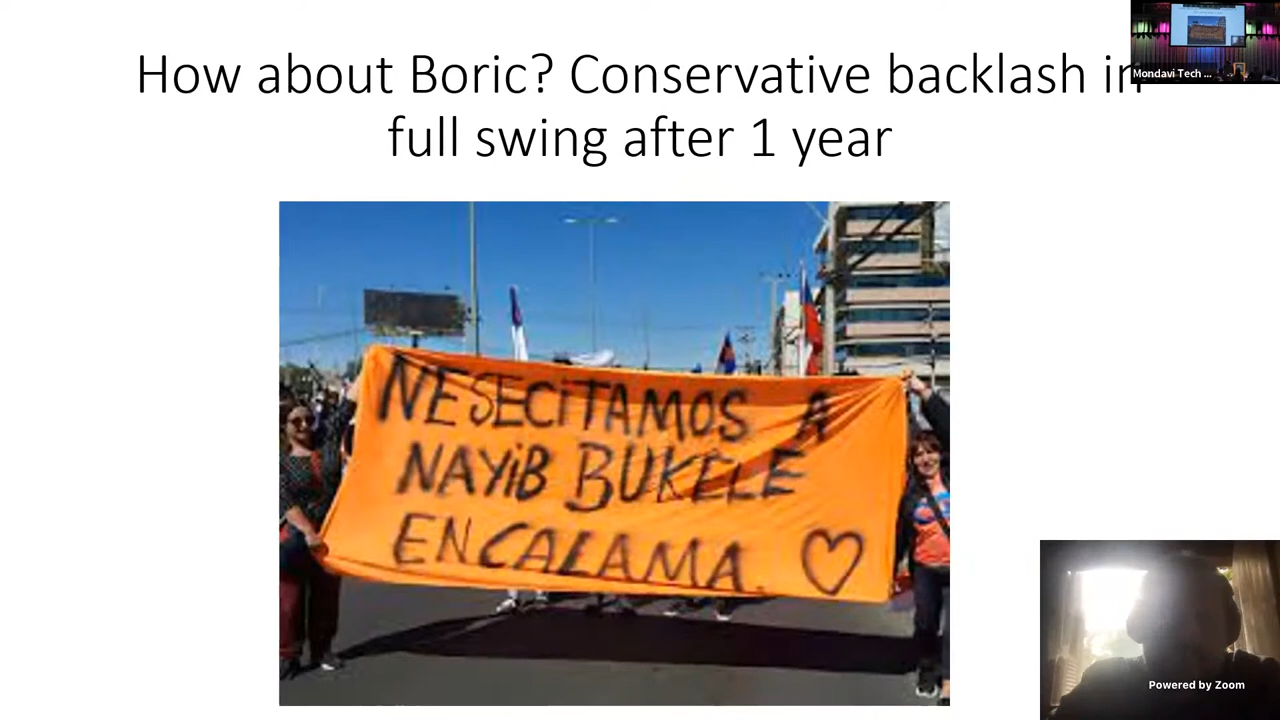 How about Boric? Conservative backlash in
full swing after 1 year
Mondavi Tech ...
NESECiTAMOS A
NAYiB BUKELE
EN CALAMA.
Powered by Zoom